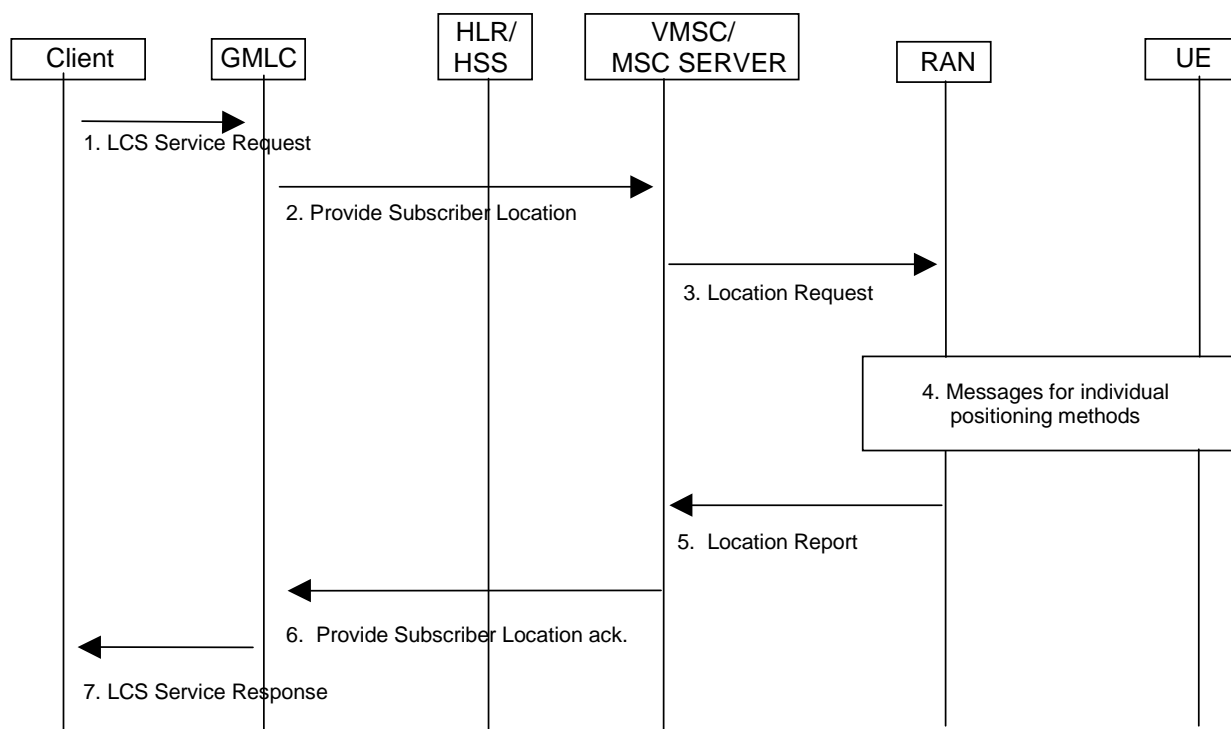 Client
GMLC
HLR/
HSS
VMSC/
MSC SERVER
RAN
UE
1. LCS Service Request
2. Provide Subscriber Location
3. Location Request
4. Messages for individual
positioning methods
5. Location Report
6. Provide Subscriber Location ack.
7. LCS Service Response